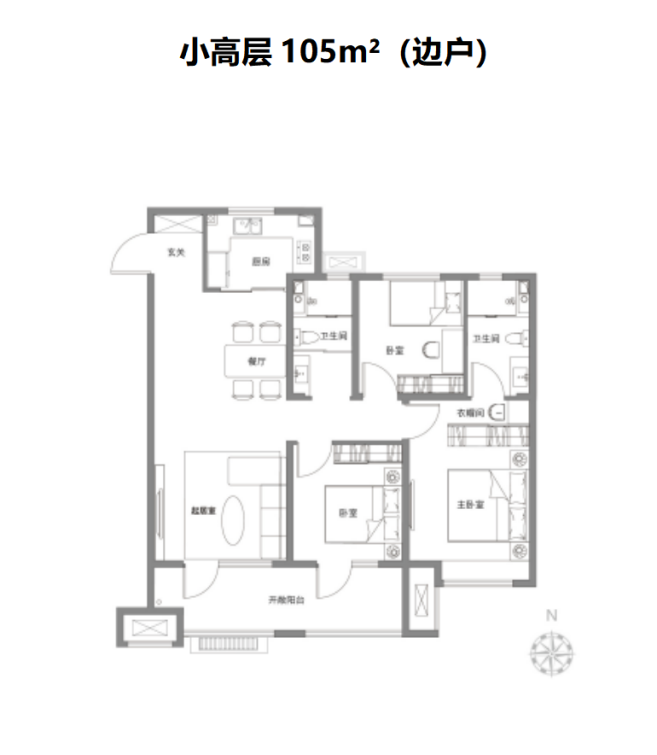 小高层 105m²（边户）
玄关
厨房
卫生间
卧室
卫生间
餐厅
衣帽间
起居室
卧室
主卧室
开敞阳台
N